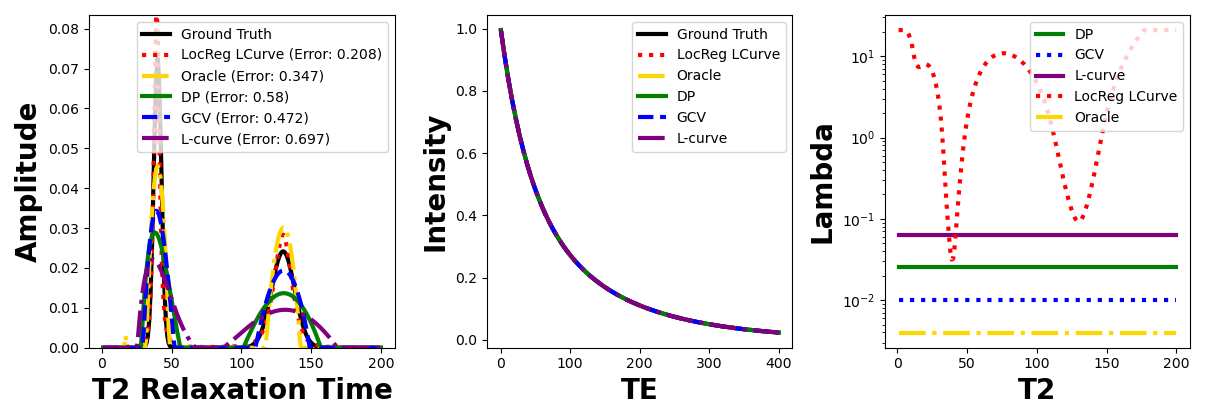 Amplitude
0.08
0.07
0.06
0.05
0.04
0.03
0.02
0.01
0.00
Ground Truth
LocReg LCurve (Error: 0.208)
Oracle (Error: 0.347)
DP (Error: 0.58)
GCV (Error: 0.472)
L-curve (Error: 0.697)
0 50 100 150 200
T2 Relaxation Time
Intensity
1.0
0.8
0.6
0.4
0.2
0.0
Ground Truth
LocReg LCurve
Oracle
DP
GCV
L-curve
0 100 200 300 400
TE
Lambda
10¹
10⁰
10⁻¹
10⁻²
DP
GCV
L-curve
LocReg LCurve
Oracle
0 50 100 150 200
T2